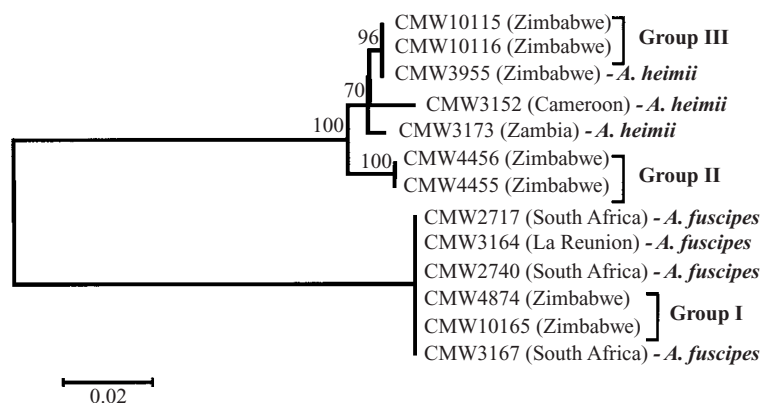 CMW10115 (Zimbabwe)
96
CMW10116 (Zimbabwe)
Group III
CMW3955 (Zimbabwe) - A. heimii
70
CMW3152 (Cameroon) - A. heimii
100
CMW3173 (Zambia) - A. heimii
CMW4456 (Zimbabwe)
100
CMW4455 (Zimbabwe)
Group II
CMW2717 (South Africa) - A. fuscipes
CMW3164 (La Reunion) - A. fuscipes
CMW2740 (South Africa) - A. fuscipes
CMW4874 (Zimbabwe)
Group I
CMW10165 (Zimbabwe)
CMW3167 (South Africa) - A. fuscipes
0.02